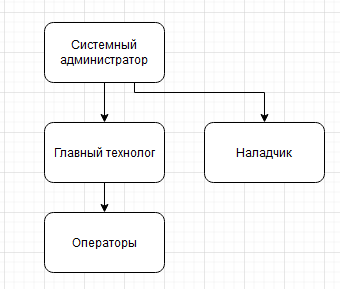 Системный
администратор
Главный технолог
Наладчик
Операторы